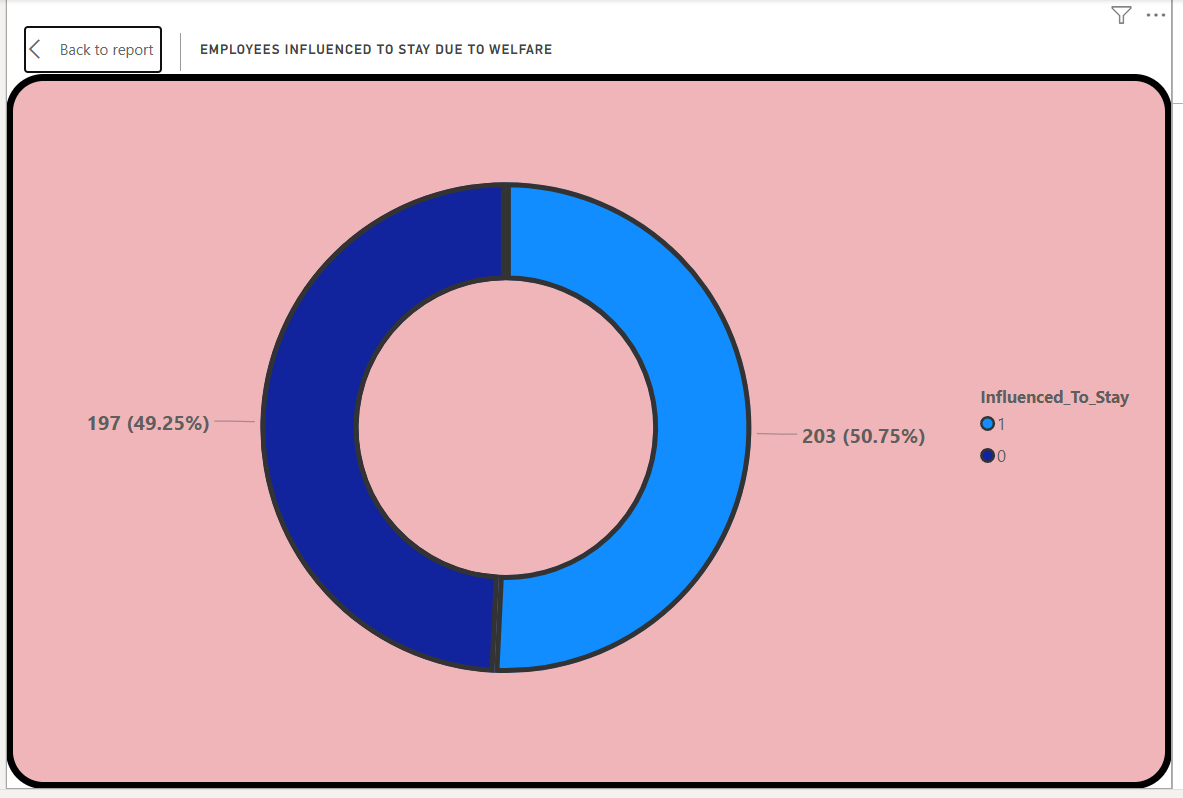 Back to report
EMPLOYEES INFLUENCED TO STAY DUE TO WELFARE
197 (49.25%)
203 (50.75%)
Influenced_To_Stay
1
0